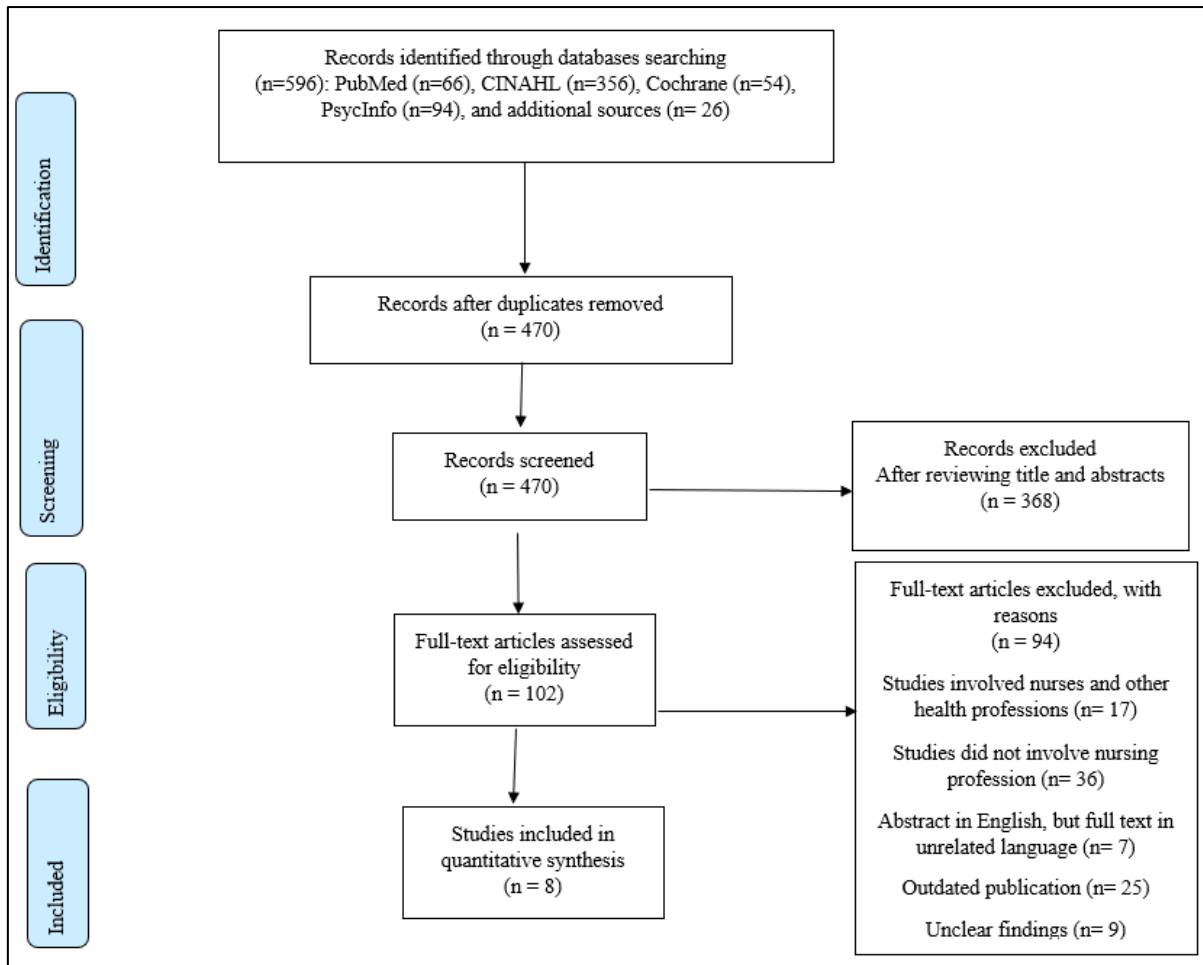 Records identified through databases searching
(n=596): PubMed (n=66), CINAHL (n=356), Cochrane (n=54),
PsycInfo (n=94), and additional sources (n= 26)
Identification
Records after duplicates removed
(n = 470)
Screening
Records screened
(n = 470)
Records excluded
After reviewing title and abstracts
(n = 368)
Eligibility
Full-text articles assessed
for eligibility
(n = 102)
Full-text articles excluded, with
reasons
(n = 94)
Studies involved nurses and other
health professions (n= 17)
Studies did not involve nursing
profession (n= 36)
Abstract in English, but full text in
unrelated language (n= 7)
Outdated publication (n= 25)
Unclear findings (n= 9)
Included
Studies included in
quantitative synthesis
(n = 8)